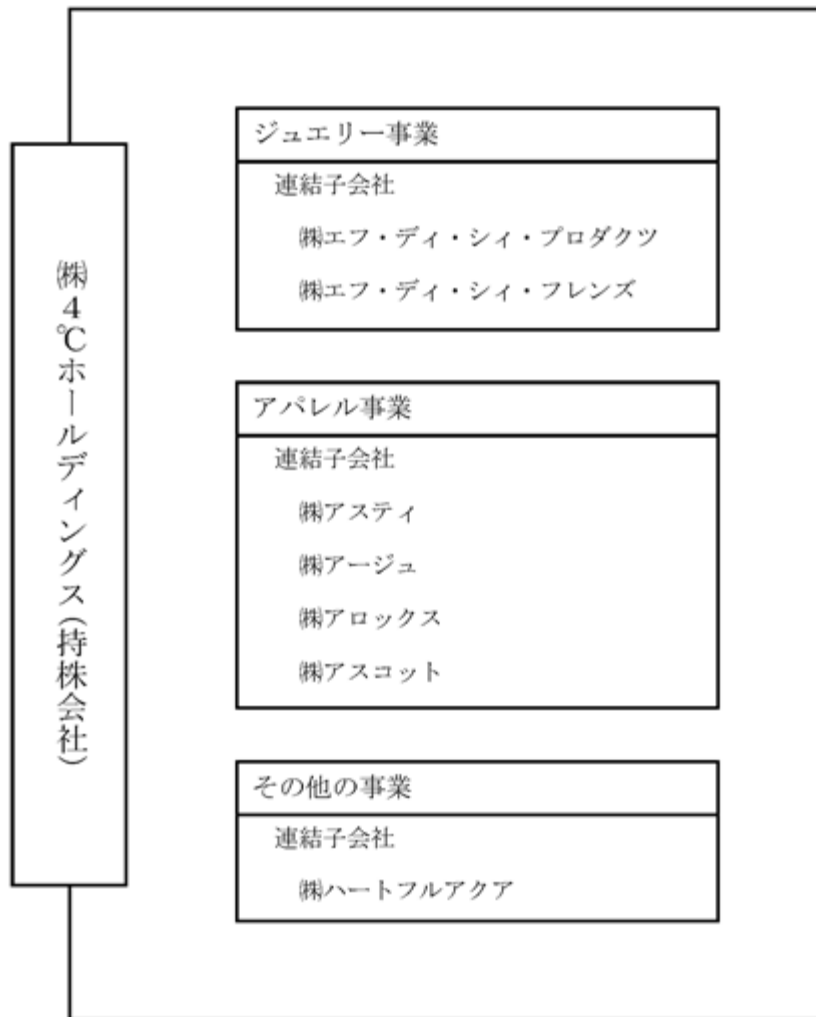 ㈱4℃ホールディングス(持株会社)
ジュエリー事業
連結子会社
㈱エフ・ディ・シィ・プロダクツ
㈱エフ・ディ・シィ・フレンズ
アパレル事業
連結子会社
㈱アスティ
㈱アージュ
㈱アロックス
㈱アスコット
その他の事業
連結子会社
㈱ハートフルアクア